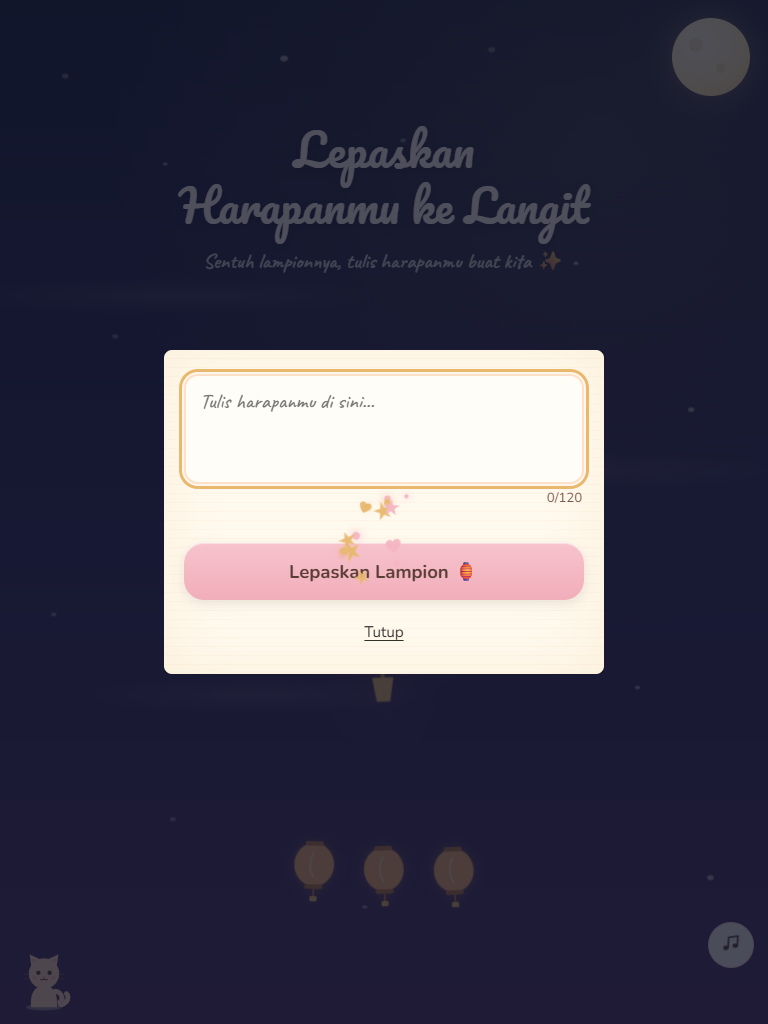 Lepaskan
Harapanmu ke Langit
Sentuh lampionnya, tulis harapanmu buat kita ✨
Tulis harapanmu di sini...
0/120
Lepaskan Lampion 🏮
Tutup